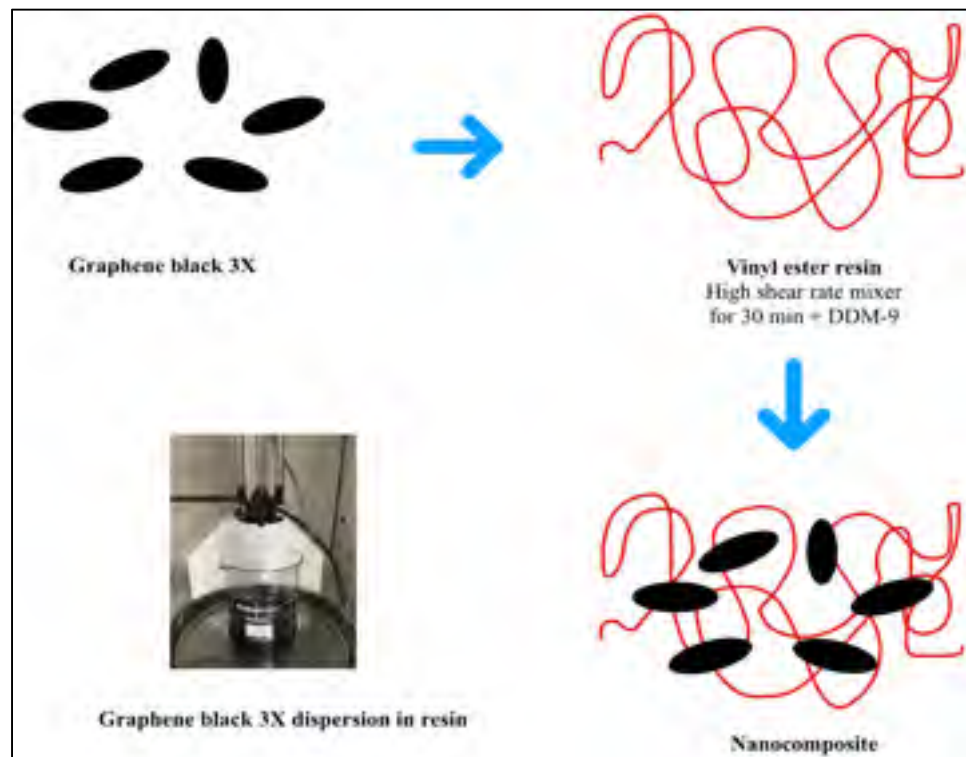 Graphene black 3X
Vinyl ester resin
High shear rate mixer
for 30 min + DDM-9
Graphene black 3X dispersion in resin
Nanocomposite